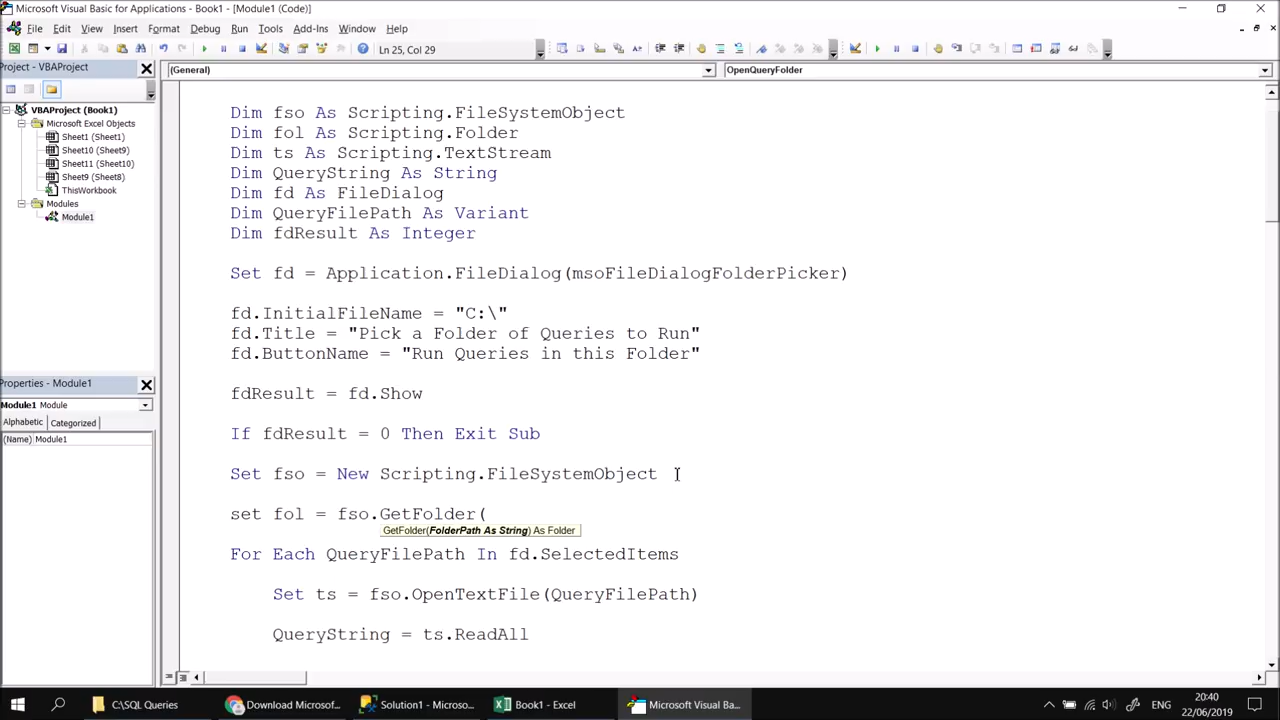 Microsoft Visual Basic for Applications - Book1 - [Module1 (Code)]
File Edit View Insert Format Debug Run Tools Add-Ins Window Help
Ln 25, Col 29
Project - VBAProject
(General)
OpenQueryFolder
VBAProject (Book1)
Microsoft Excel Objects
Sheet1 (Sheet1)
Sheet10 (Sheet9)
Sheet11 (Sheet10)
Sheet9 (Sheet8)
ThisWorkbook
Modules
Module1
Properties - Module1
Module1 Module
Alphabetic Categorized
(Name) Module1
Dim fso As Scripting.FileSystemObject
Dim fol As Scripting.Folder
Dim ts As Scripting.TextStream
Dim QueryString As String
Dim fd As FileDialog
Dim QueryFilePath As Variant
Dim fdResult As Integer
Set fd = Application.FileDialog(msoFileDialogFolderPicker)
fd.InitialFileName = "C:\"
fd.Title = "Pick a Folder of Queries to Run"
fd.ButtonName = "Run Queries in this Folder"
fdResult = fd.Show
If fdResult = 0 Then Exit Sub
Set fso = New Scripting.FileSystemObject
set fol = fso.GetFolder(
GetFolder(FolderPath As String) As Folder
For Each QueryFilePath In fd.SelectedItems
Set ts = fso.OpenTextFile(QueryFilePath)
QueryString = ts.ReadAll
C:\SQL Queries
Download Microsof...
Solution1 - Microso...
Book1 - Excel
Microsoft Visual Ba...
ENG
20:40
22/06/2019